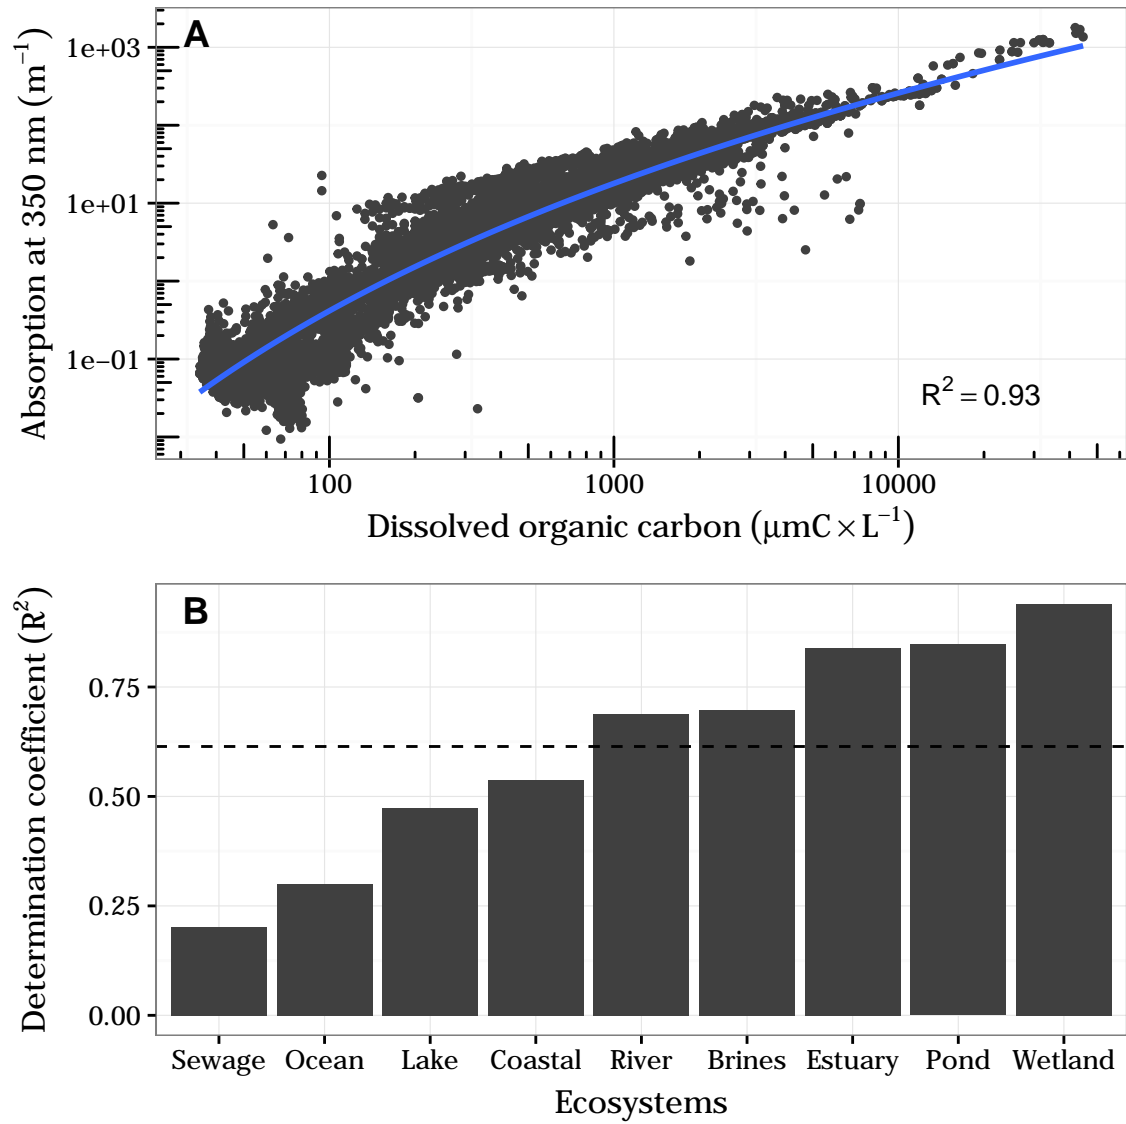 A
Absorption at 350 nm (m⁻¹)
1e+03
1e+01
1e−01
R² = 0.93
100 1000 10000
Dissolved organic carbon (μmC × L⁻¹)
B
Determination coefficient (R²)
0.75
0.50
0.25
0.00
Sewage Ocean Lake Coastal River Brines Estuary Pond Wetland
Ecosystems